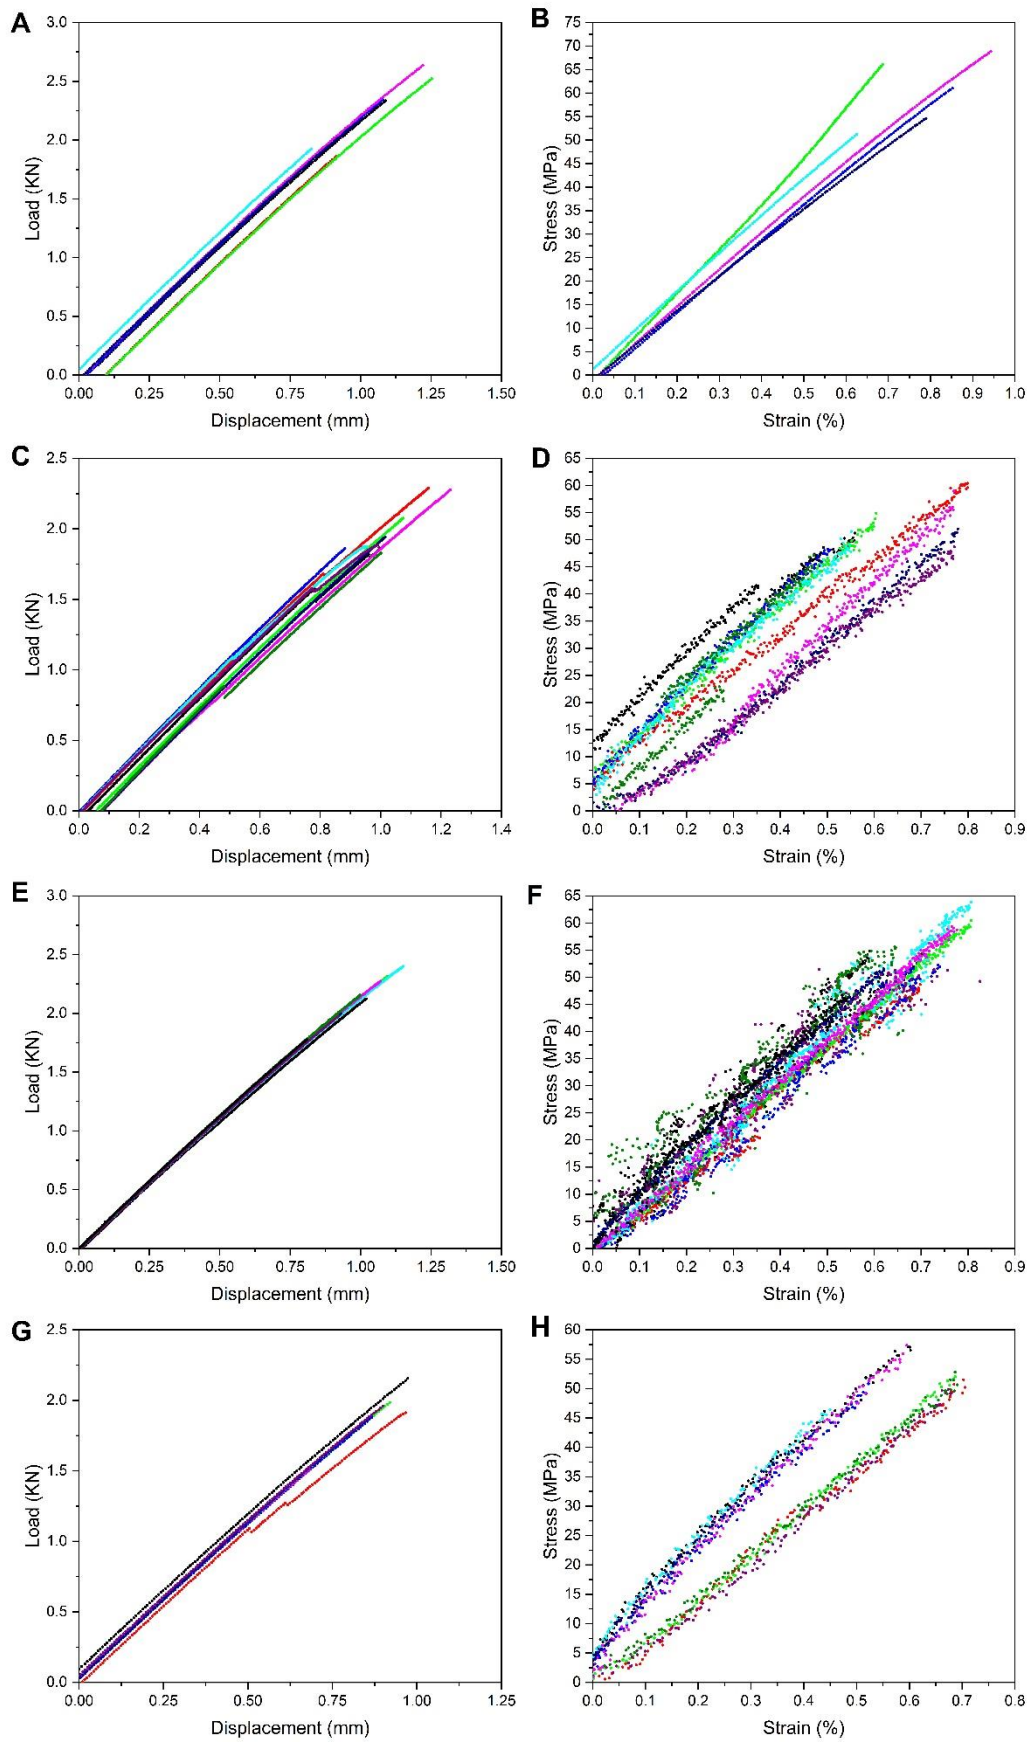 A
3.0
2.5
2.0
1.5
1.0
0.5
0.0
Load (KN)
0.00 0.25 0.50 0.75 1.00 1.25 1.50
Displacement (mm)
B
75
70
65
60
55
50
45
40
35
30
25
20
15
10
5
0
Stress (MPa)
0.0 0.1 0.2 0.3 0.4 0.5 0.6 0.7 0.8 0.9 1.0
Strain (%)
C
2.5
2.0
1.5
1.0
0.5
0.0
Load (KN)
0.0 0.2 0.4 0.6 0.8 1.0 1.2 1.4
Displacement (mm)
D
65
60
55
50
45
40
35
30
25
20
15
10
5
0
Stress (MPa)
0.0 0.1 0.2 0.3 0.4 0.5 0.6 0.7 0.8 0.9
Strain (%)
E
3.0
2.5
2.0
1.5
1.0
0.5
0.0
Load (KN)
0.00 0.25 0.50 0.75 1.00 1.25 1.50
Displacement (mm)
F
65
60
55
50
45
40
35
30
25
20
15
10
5
0
Stress (MPa)
0.0 0.1 0.2 0.3 0.4 0.5 0.6 0.7 0.8 0.9
Strain (%)
G
2.5
2.0
1.5
1.0
0.5
0.0
Load (KN)
0.00 0.25 0.50 0.75 1.00 1.25
Displacement (mm)
H
60
55
50
45
40
35
30
25
20
15
10
5
0
Stress (MPa)
0.0 0.1 0.2 0.3 0.4 0.5 0.6 0.7 0.8
Strain (%)